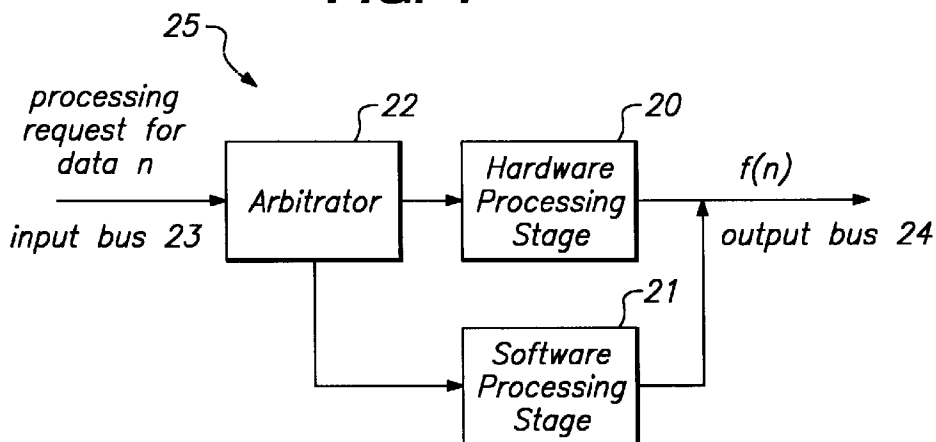 25
processing
request for
data n
input bus 23
22
Arbitrator
20
Hardware
Processing
Stage
f(n)
output bus 24
21
Software
Processing
Stage